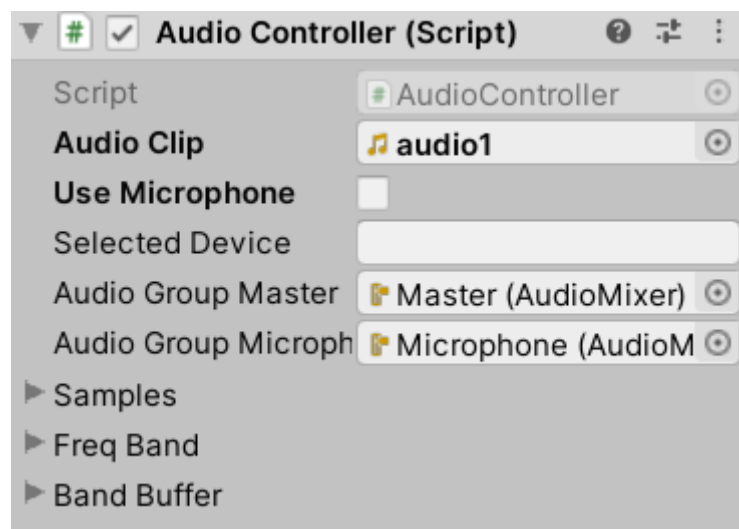 Audio Controller (Script)
Script AudioController
Audio Clip audio1
Use Microphone
Selected Device
Audio Group Master Master (AudioMixer)
Audio Group Microph Microphone (AudioM
Samples
Freq Band
Band Buffer